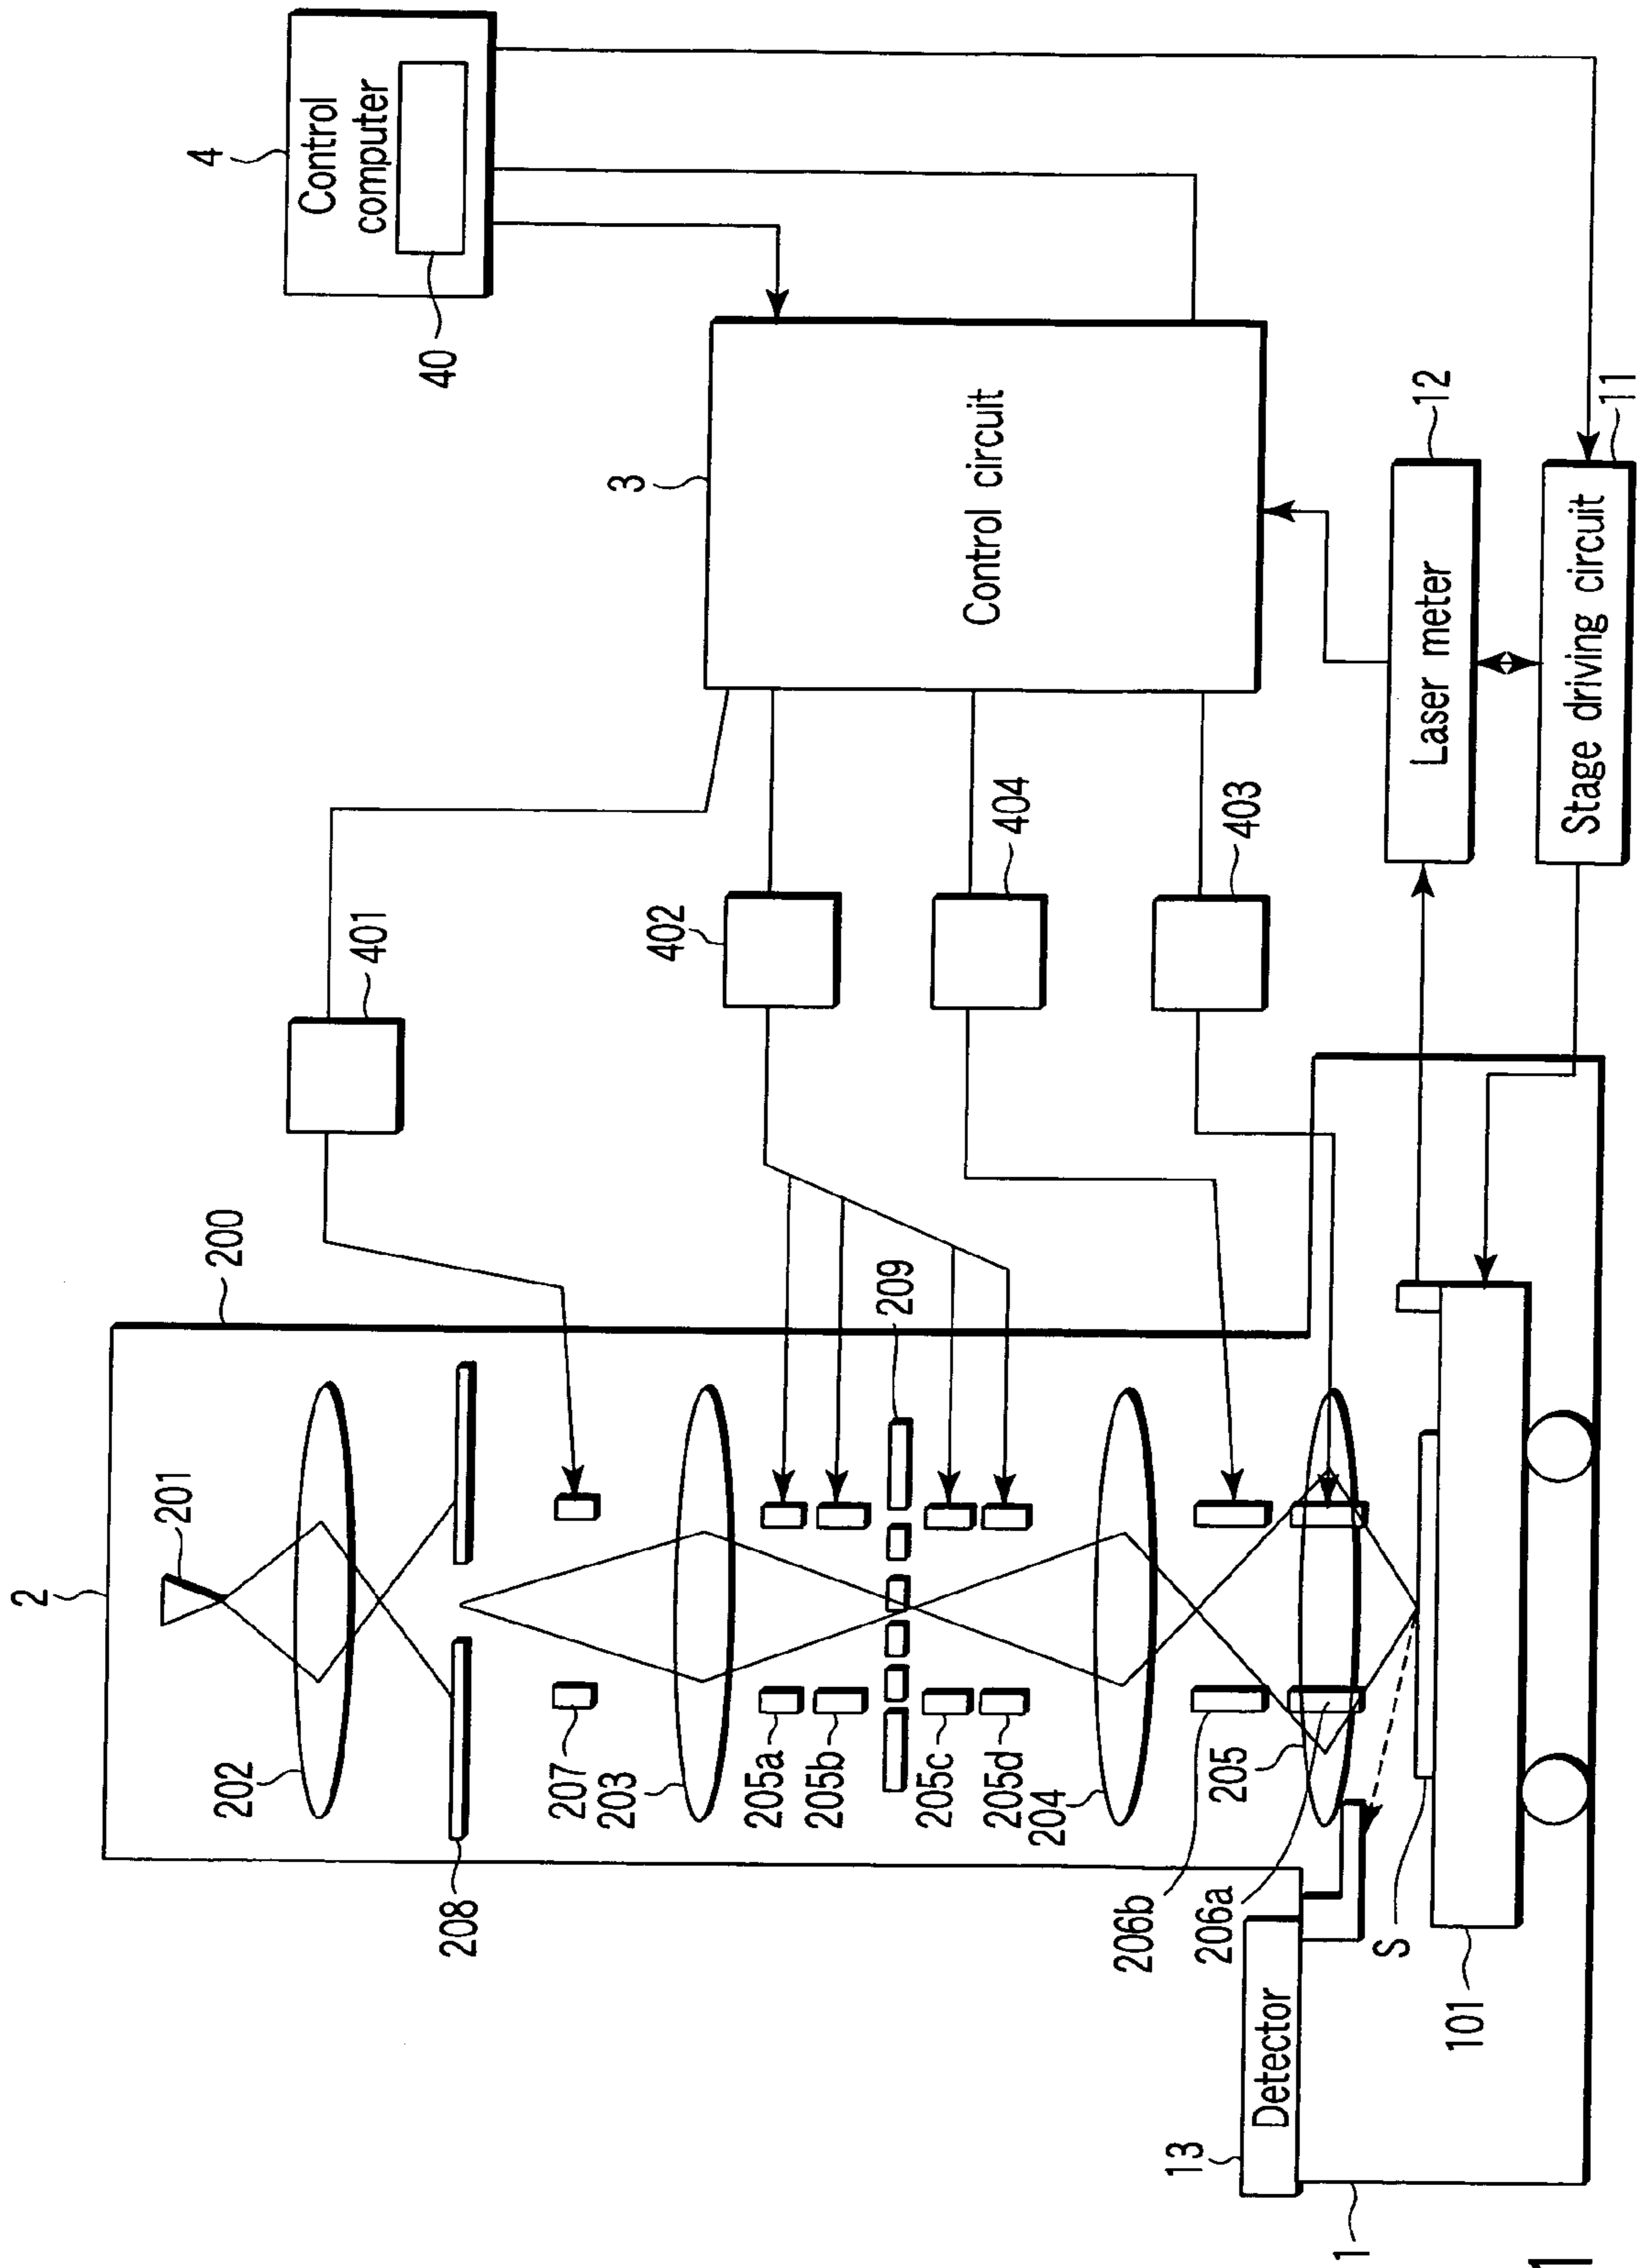 2
201
4
200
202
Control
computer
401
40
208
207
203
3
402
205a
205b
209
205c
Control circuit
205d
404
204
206b
13
206a
205
403
Detector
1
S
12
Laser meter
101
Stage driving circuit
11